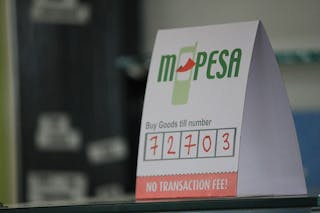 M-PESA
Buy Goods till number
72703
NO TRANSACTION FEE!